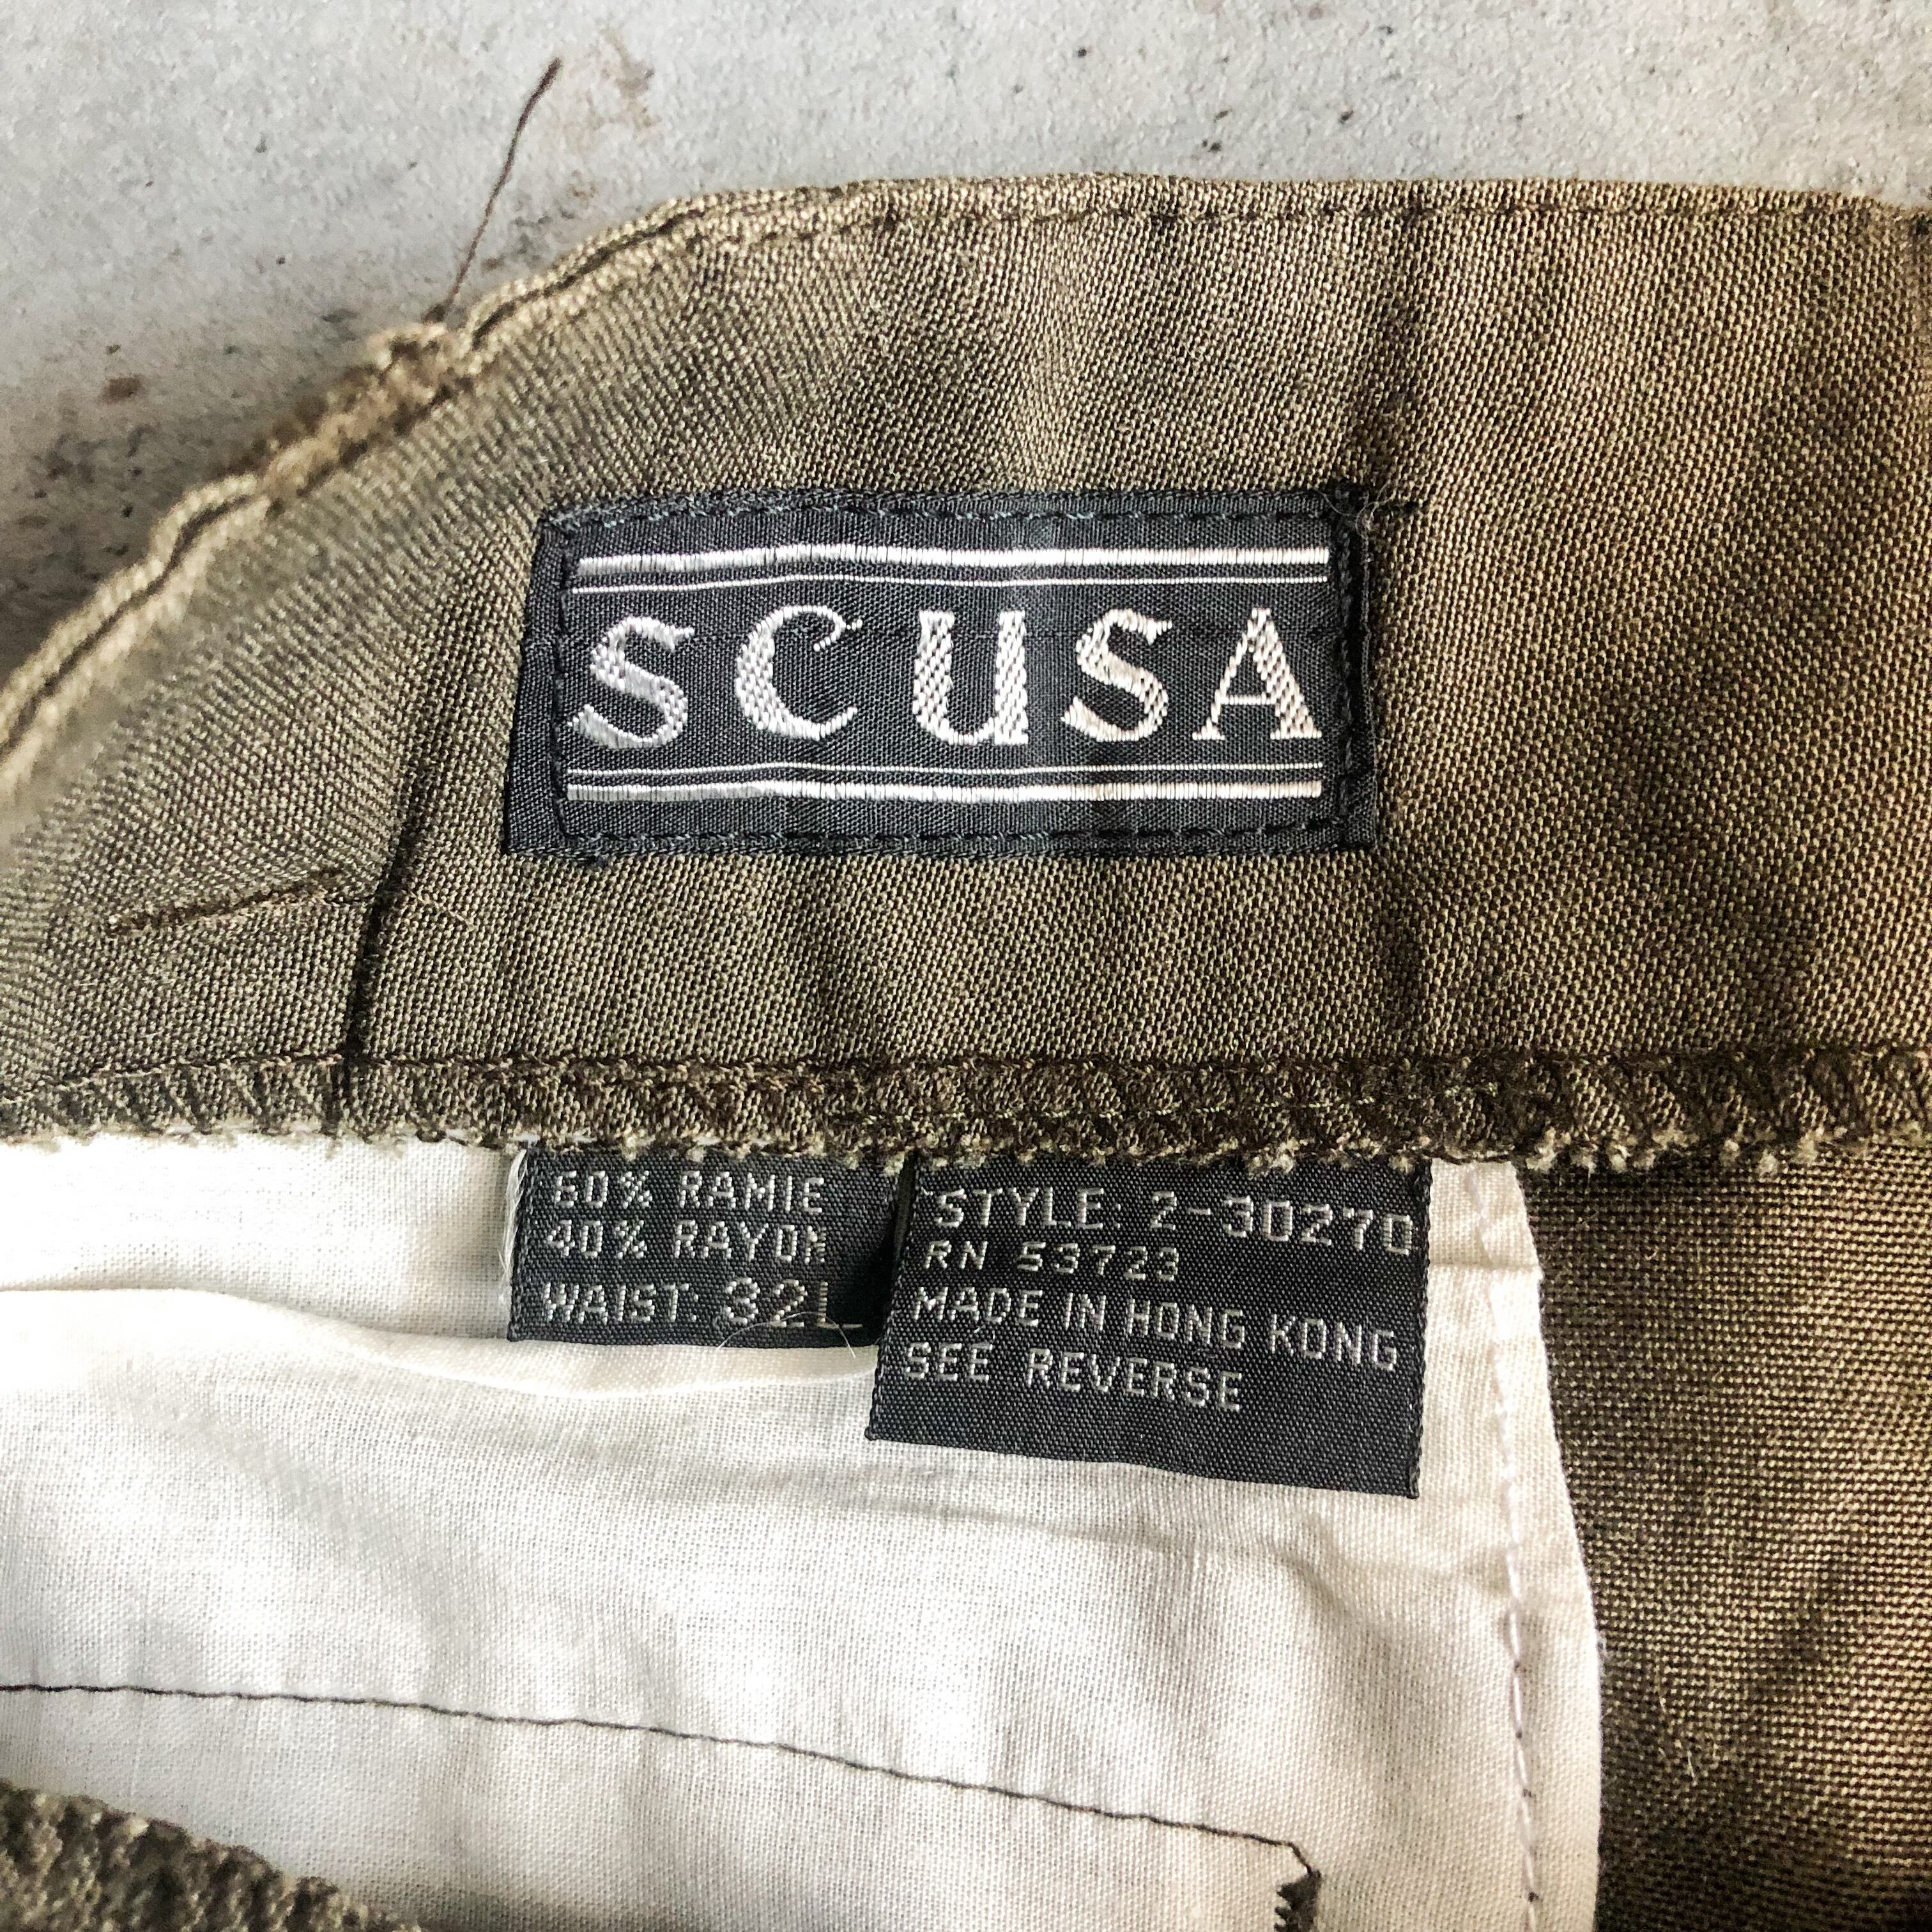 SCUSA
60% RAMIE
40% RAYON
WAIST: 32L
STYLE: 2-30270
RN 53723
MADE IN HONG KONG
SEE REVERSE